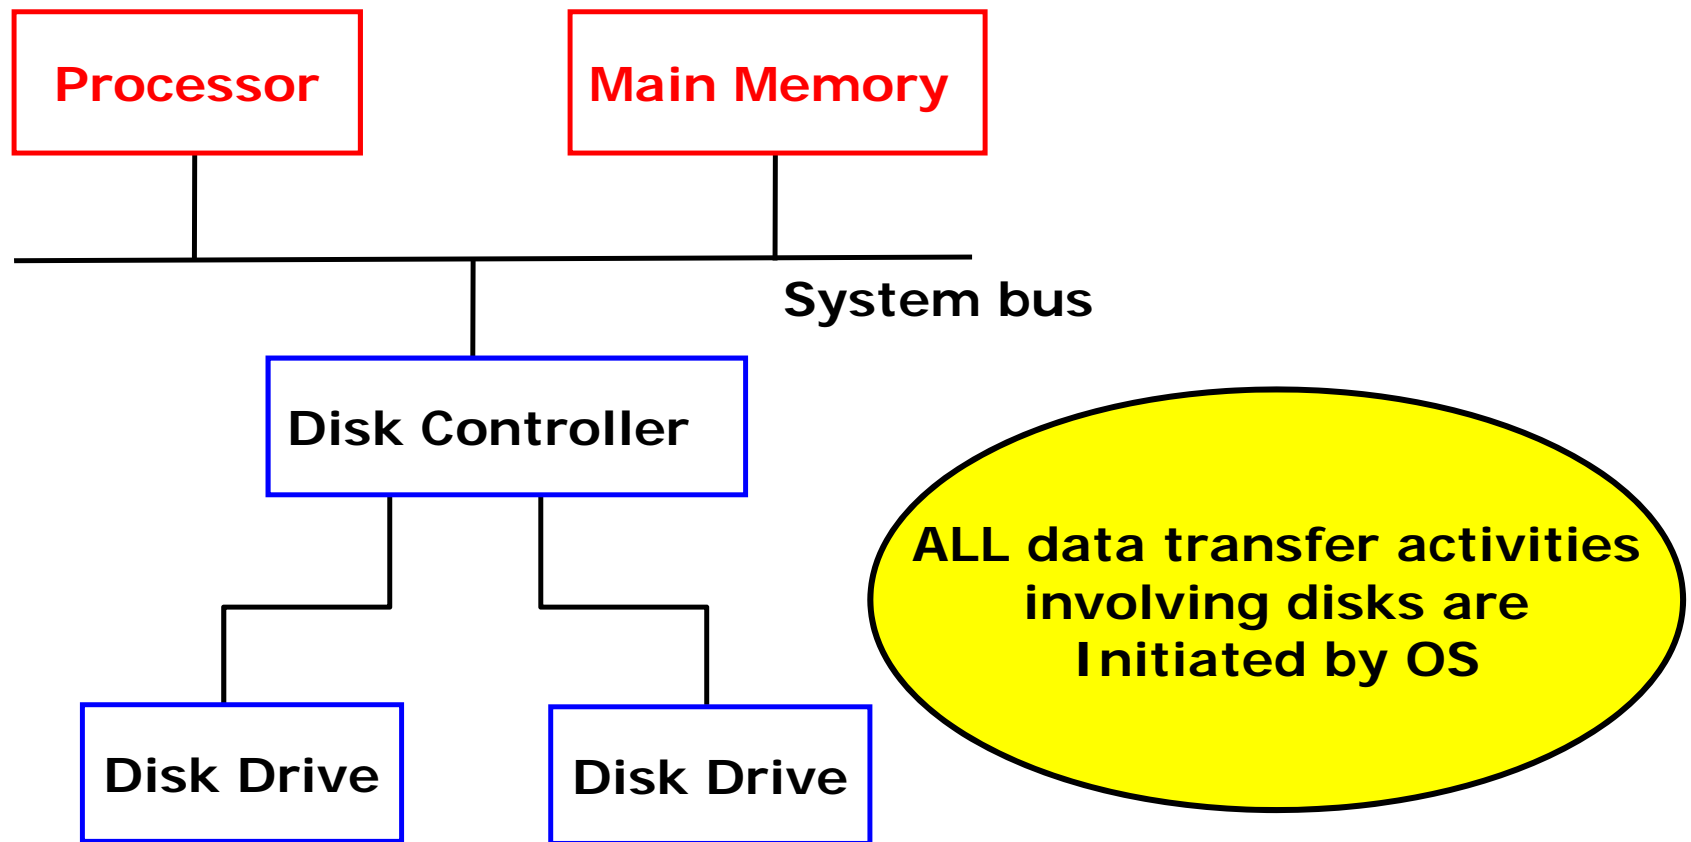 Processor
Main Memory
System bus
Disk Controller
ALL data transfer activities
involving disks are
Initiated by OS
Disk Drive
Disk Drive